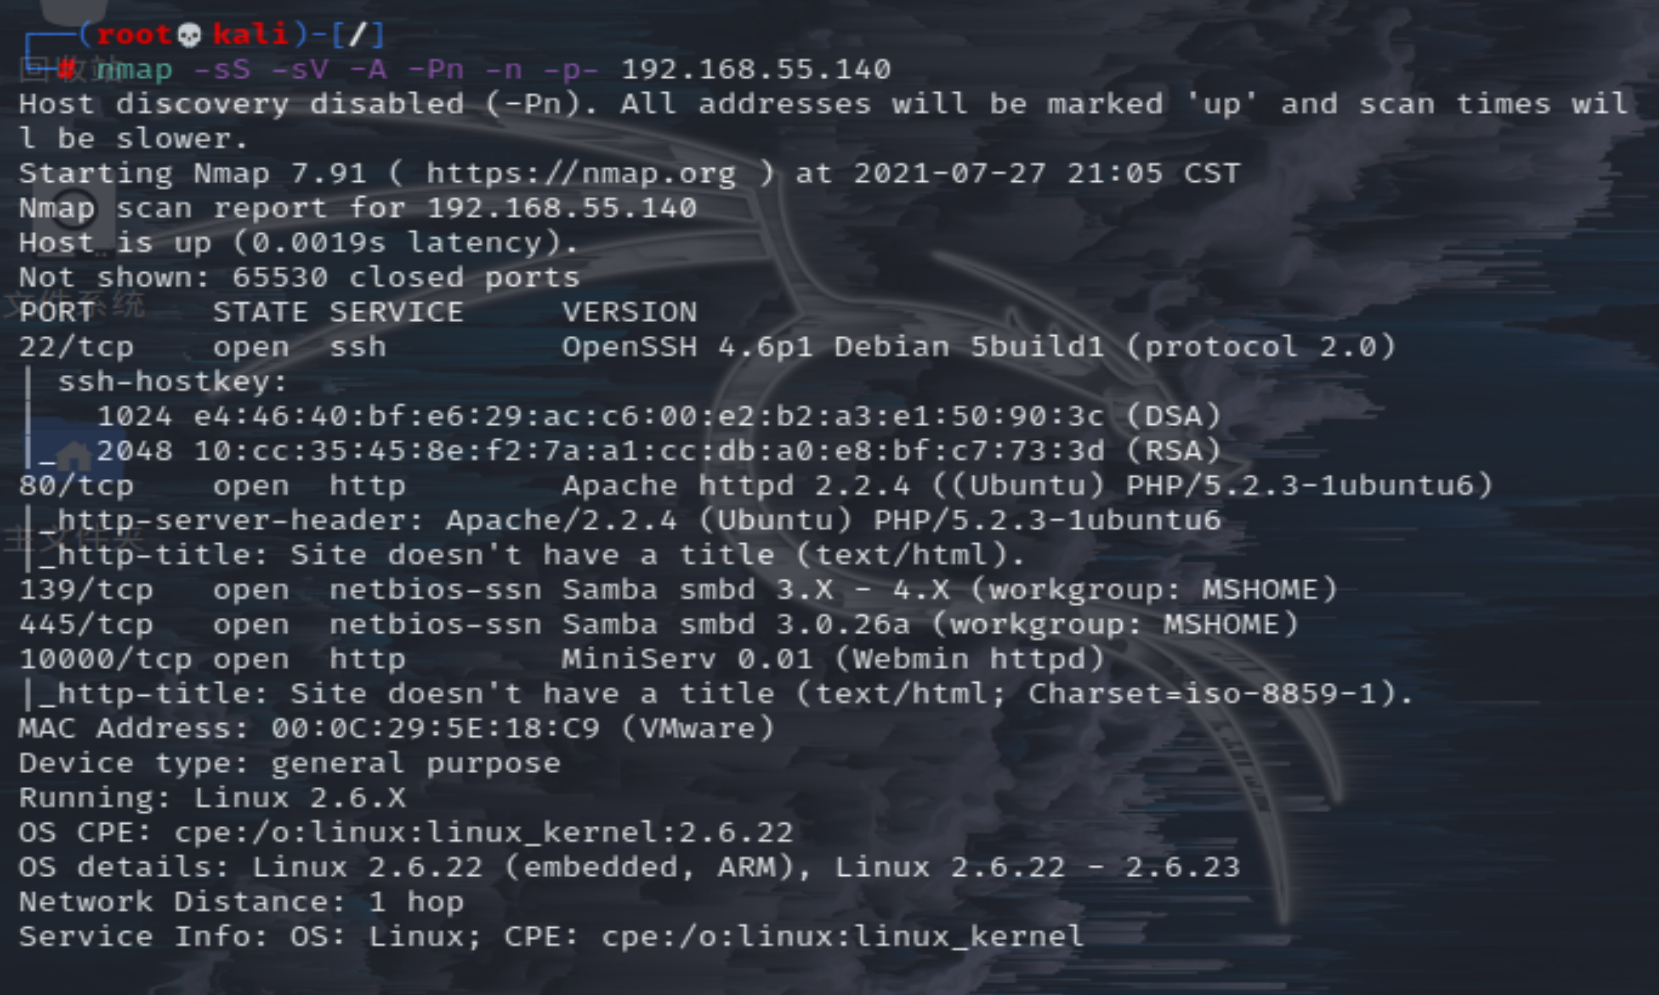 ┌──(root💀kali)-[/]
└─# nmap -sS -sV -A -Pn -n -p- 192.168.55.140
回收站
Host discovery disabled (-Pn). All addresses will be marked 'up' and scan times wil
l be slower.
Starting Nmap 7.91 ( https://nmap.org ) at 2021-07-27 21:05 CST
Nmap scan report for 192.168.55.140
Host is up (0.0019s latency).
Not shown: 65530 closed ports
文件系统
PORT      STATE SERVICE     VERSION
22/tcp    open  ssh         OpenSSH 4.6p1 Debian 5build1 (protocol 2.0)
| ssh-hostkey:
|   1024 e4:46:40:bf:e6:29:ac:c6:00:e2:b2:a3:e1:50:90:3c (DSA)
|_  2048 10:cc:35:45:8e:f2:7a:a1:cc:db:a0:e8:bf:c7:73:3d (RSA)
80/tcp    open  http        Apache httpd 2.2.4 ((Ubuntu) PHP/5.2.3-1ubuntu6)
|_http-server-header: Apache/2.2.4 (Ubuntu) PHP/5.2.3-1ubuntu6
主文件夹
|_http-title: Site doesn't have a title (text/html).
139/tcp   open  netbios-ssn Samba smbd 3.X - 4.X (workgroup: MSHOME)
445/tcp   open  netbios-ssn Samba smbd 3.0.26a (workgroup: MSHOME)
10000/tcp open  http        MiniServ 0.01 (Webmin httpd)
|_http-title: Site doesn't have a title (text/html; Charset=iso-8859-1).
MAC Address: 00:0C:29:5E:18:C9 (VMware)
Device type: general purpose
Running: Linux 2.6.X
OS CPE: cpe:/o:linux:linux_kernel:2.6.22
OS details: Linux 2.6.22 (embedded, ARM), Linux 2.6.22 - 2.6.23
Network Distance: 1 hop
Service Info: OS: Linux; CPE: cpe:/o:linux:linux_kernel